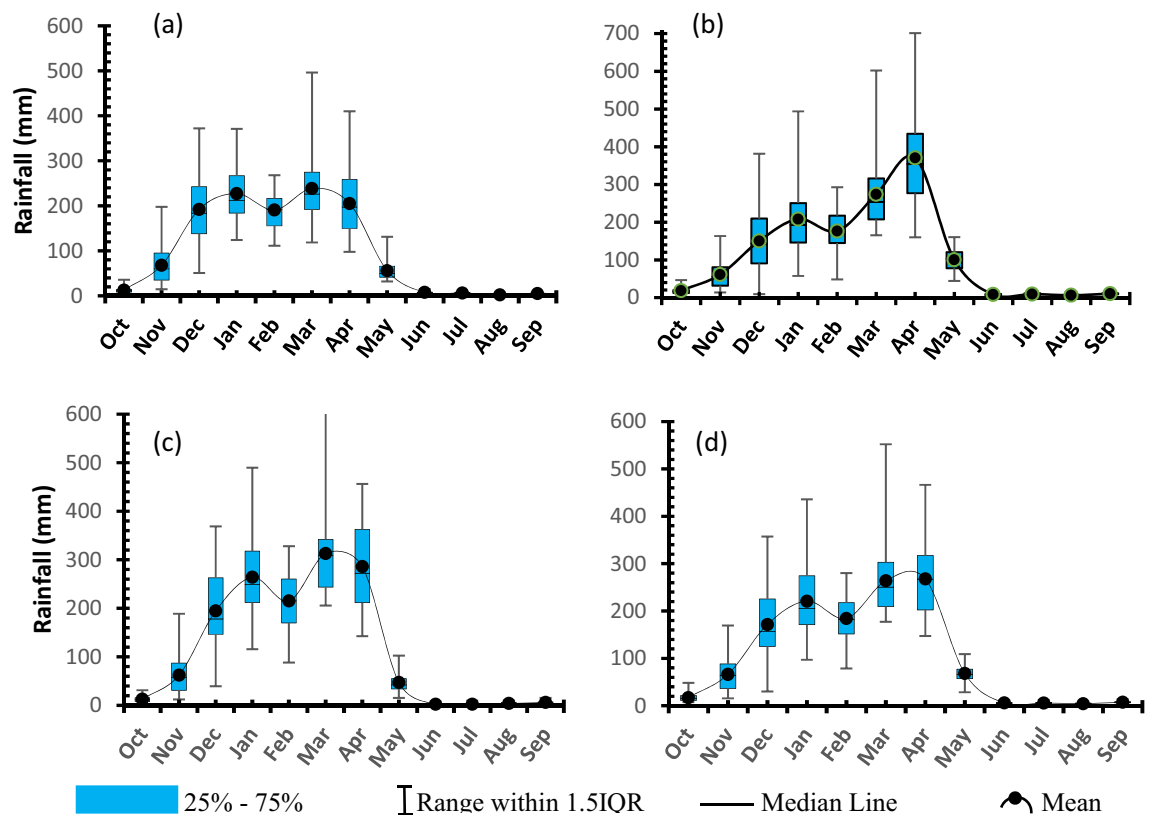 (a)
Rainfall (mm)
600
500
400
300
200
100
0
Oct Nov Dec Jan Feb Mar Apr May Jun Jul Aug Sep
(b)
700
600
500
400
300
200
100
0
Oct Nov Dec Jan Feb Mar Apr May Jun Jul Aug Sep
(c)
Rainfall (mm)
600
500
400
300
200
100
0
Oct Nov Dec Jan Feb Mar Apr May Jun Jul Aug Sep
(d)
600
500
400
300
200
100
0
Oct Nov Dec Jan Feb Mar Apr May Jun Jul Aug Sep
25% - 75% Range within 1.5IQR Median Line Mean